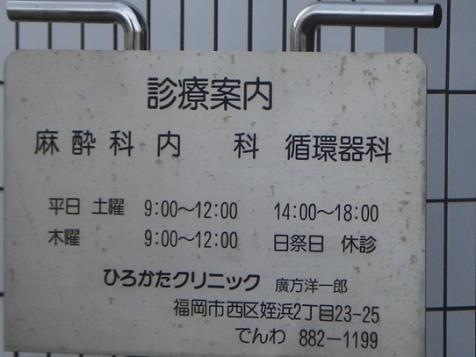 診療案内
麻酔科 内 科 循環器科
平日 土曜 9:00〜12:00 14:00〜18:00
木曜 9:00〜12:00 日祭日 休診
ひろかたクリニック 廣方洋一郎
福岡市西区姪浜2丁目23-25
でんわ 882-1199